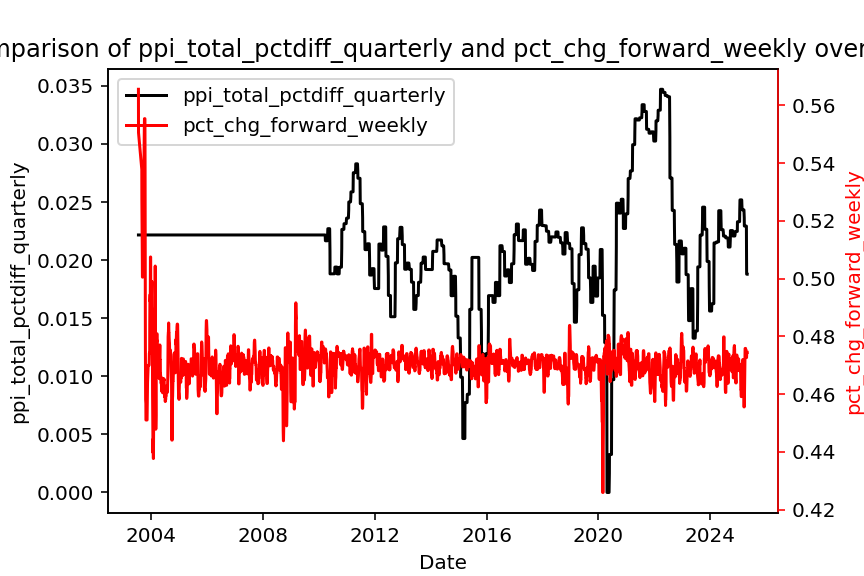 mparison of ppi_total_pctdiff_quarterly and pct_chg_forward_weekly over
ppi_total_pctdiff_quarterly
pct_chg_forward_weekly
0.035
0.030
0.025
0.020
0.015
0.010
0.005
0.000
ppi_total_pctdiff_quarterly
0.56
0.54
0.52
0.50
0.48
0.46
0.44
0.42
pct_chg_forward_weekly
2004 2008 2012 2016 2020 2024
Date